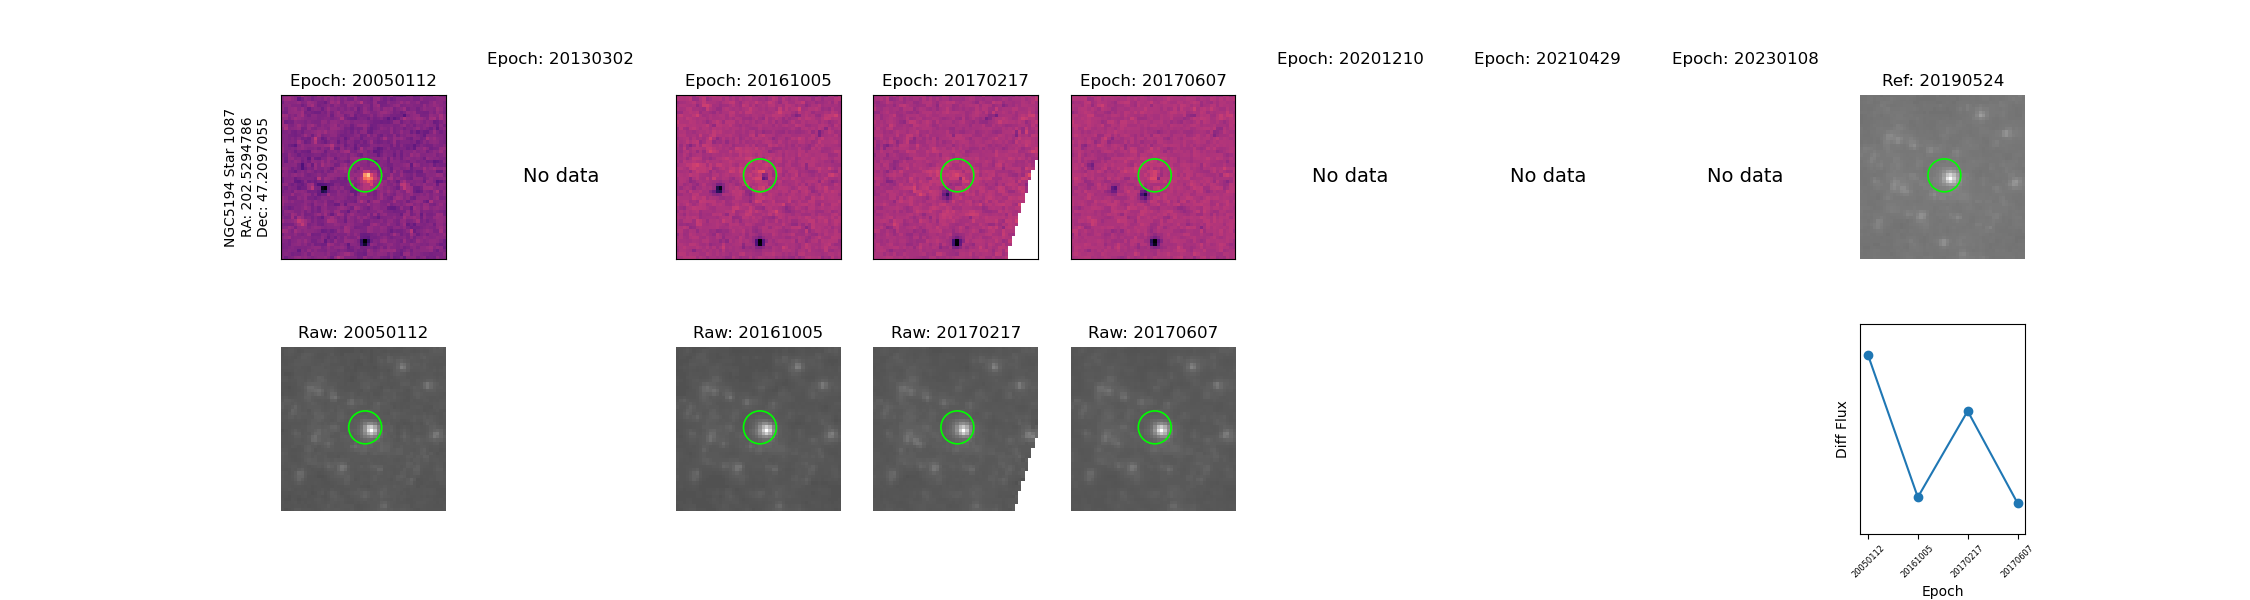 Epoch: 20130302
Epoch: 20201210
Epoch: 20210429
Epoch: 20230108
Epoch: 20050112
Epoch: 20161005
Epoch: 20170217
Epoch: 20170607
Ref: 20190524
NGC5194 Star 1087
RA: 202.5294786
Dec: 47.2097055
No data
No data
No data
No data
Raw: 20050112
Raw: 20161005
Raw: 20170217
Raw: 20170607
Diff Flux
20050112
20161005
20170217
20170607
Epoch